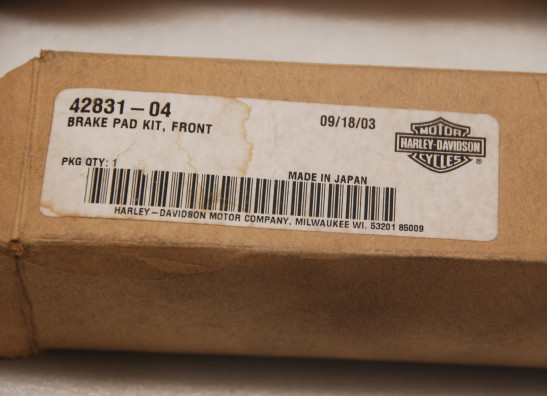 42831-04
BRAKE PAD KIT, FRONT
09/18/03
MOTOR
HARLEY-DAVIDSON
CYCLES
®
PKG QTY: 1
MADE IN JAPAN
HARLEY-DAVIDSON MOTOR COMPANY, MILWAUKEE WI. 53201 85009